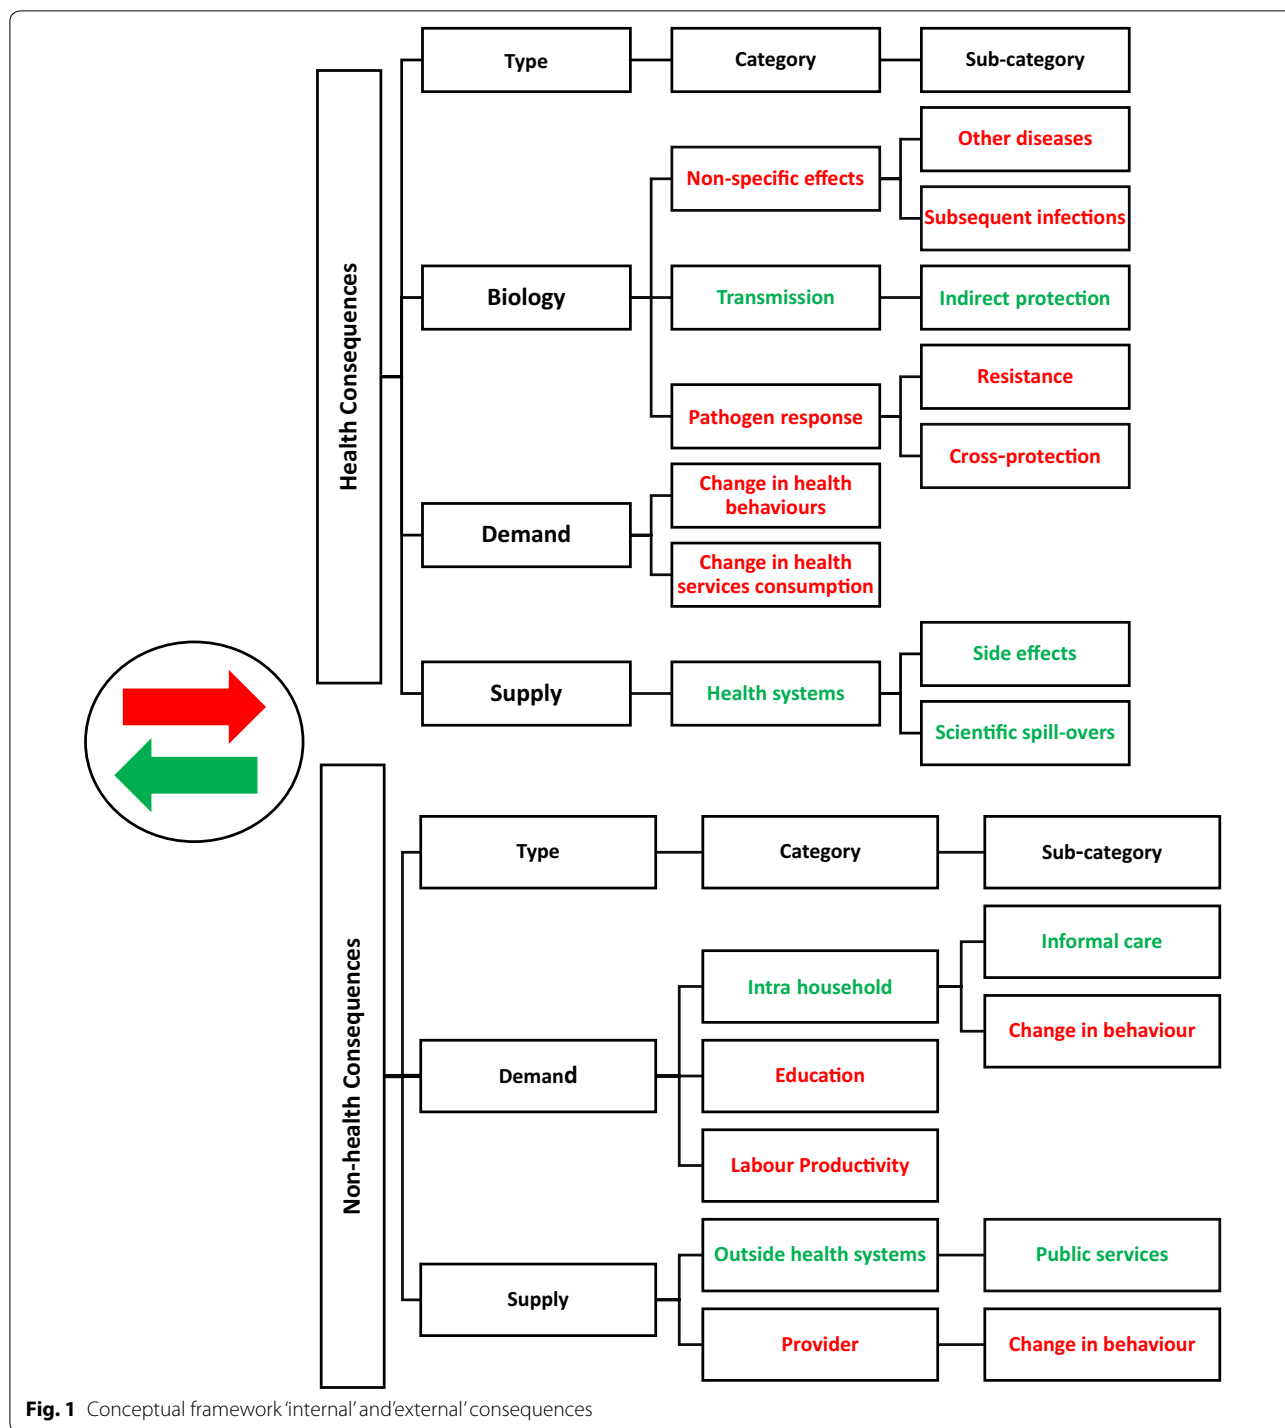 Health Consequences
Type
Category
Sub-category
Biology
Non-specific effects
Other diseases
Subsequent infections
Transmission
Indirect protection
Pathogen response
Resistance
Cross-protection
Demand
Change in health
behaviours
Change in health
services consumption
Supply
Health systems
Side effects
Scientific spill-overs
Non-health Consequences
Type
Category
Sub-category
Demand
Intra household
Informal care
Change in behaviour
Education
Labour Productivity
Supply
Outside health systems
Public services
Provider
Change in behaviour
Fig. 1 Conceptual framework ‘internal’ and ‘external’ consequences